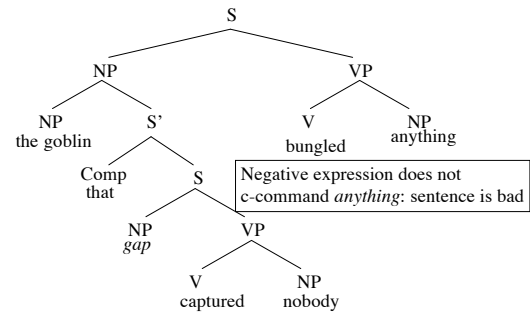 S
NP VP
NP S' V NP
the goblin bungled anything
Comp S
that
Negative expression does not
c-command anything: sentence is bad
NP VP
gap
V NP
captured nobody